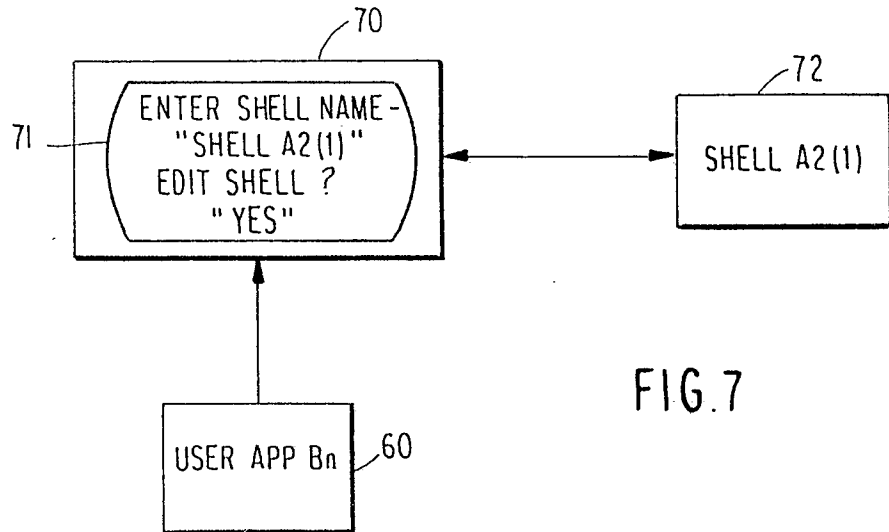 70
71
ENTER SHELL NAME-
"SHELL A2(1)"
EDIT SHELL ?
"YES"
72
SHELL A2(1)
USER APP Bn
60
FIG.7